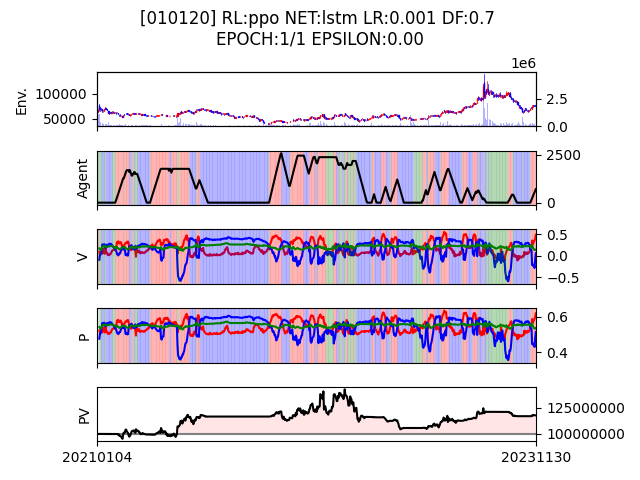 [010120] RL:ppo NET:lstm LR:0.001 DF:0.7
EPOCH:1/1 EPSILON:0.00
1e6
Env.
100000
50000
2.5
0.0
Agent
2500
0
V
0.5
0.0
−0.5
P
0.6
0.4
PV
125000000
100000000
20210104
20231130